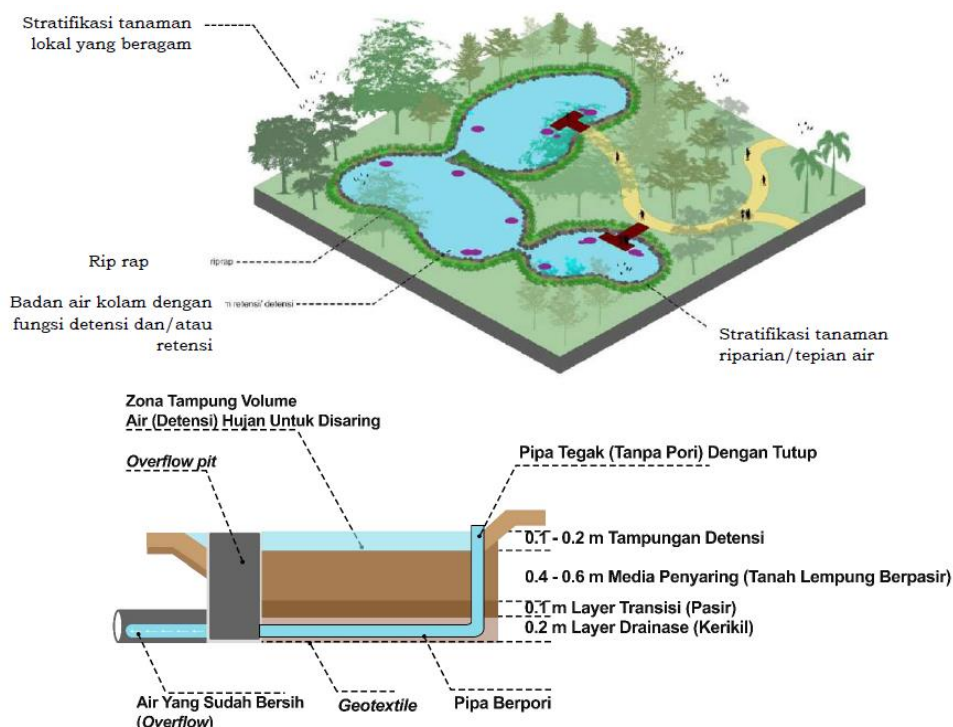 Stratifikasi tanaman
lokal yang beragam
Rip rap
riprap
Badan air kolam dengan
fungsi detensi dan/atau
retensi
retensi/ detensi
Stratifikasi tanaman
riparian/tepian air
Zona Tampung Volume
Air (Detensi) Hujan Untuk Disaring
Overflow pit
Pipa Tegak (Tanpa Pori) Dengan Tutup
0.1 - 0.2 m Tampungan Detensi
0.4 - 0.6 m Media Penyaring (Tanah Lempung Berpasir)
0.1 m Layer Transisi (Pasir)
0.2 m Layer Drainase (Kerikil)
Air Yang Sudah Bersih
(Overflow)
Geotextile
Pipa Berpori